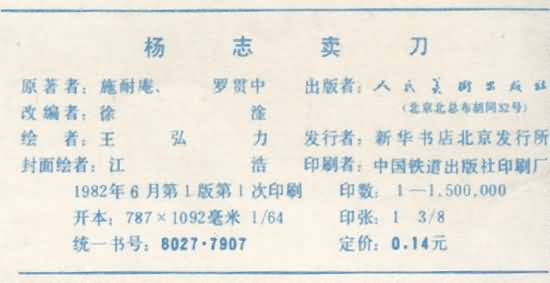 杨志卖刀
原著者：施耐庵、罗贯中 出版者：人民美术出版社
（北京北总布胡同32号）
改编者：徐淦
绘者：王弘力 发行者：新华书店北京发行所
封面绘者：江浩 印刷者：中国铁道出版社印刷厂
1982年6月第1版第1次印刷 印数：1—1,500,000
开本：787×1092毫米 1/64 印张：1 3/8
统一书号：8027·7907 定价：0.14元